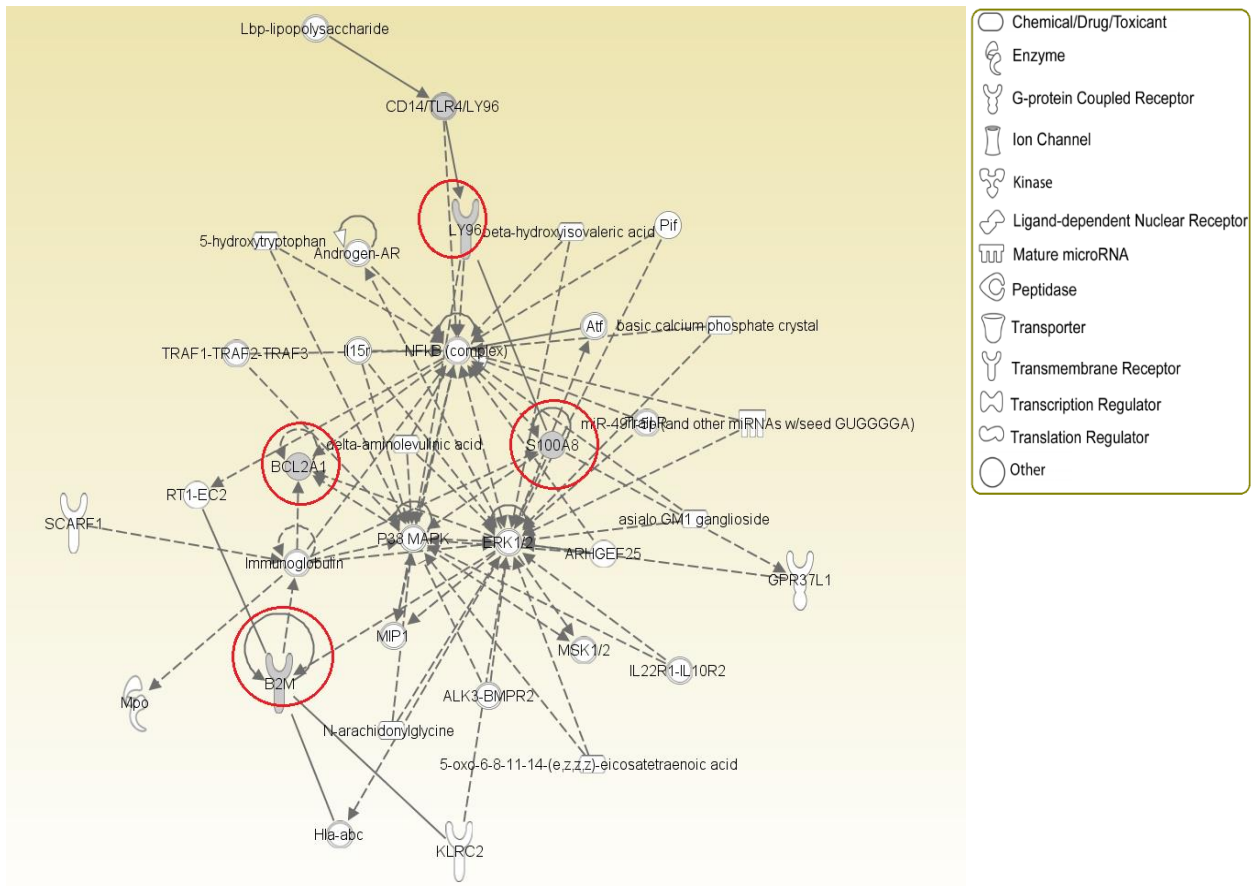 Lbp-lipopolysaccharide
CD14/TLR4/LY96
LY96
beta-hydroxyisovaleric acid
Pif
5-hydroxytryptophan
Androgen-AR
Atf
basic calcium phosphate crystal
TRAF1-TRAF2-TRAF3
Il15r
NFkB (complex)
and other miRNAs w/seed GUGGGGA)
delta-aminolevulinic acid
S100A8
BCL2A1
RT1-EC2
SCARF1
asialo GM1 ganglioside
P38 MAPK
ERK1/2
ARHGEF25
Immunoglobulin
GPR37L1
MIP1
MSK1/2
IL22R1-IL10R2
B2M
Mpo
ALK3-BMPR2
N-arachidonylglycine
5-oxo-6-8-11-14-(e,z,z,z)-eicosatetraenoic acid
Hla-abc
KLRC2
Chemical/Drug/Toxicant
Enzyme
G-protein Coupled Receptor
Ion Channel
Kinase
Ligand-dependent Nuclear Receptor
Mature microRNA
Peptidase
Transporter
Transmembrane Receptor
Transcription Regulator
Translation Regulator
Other